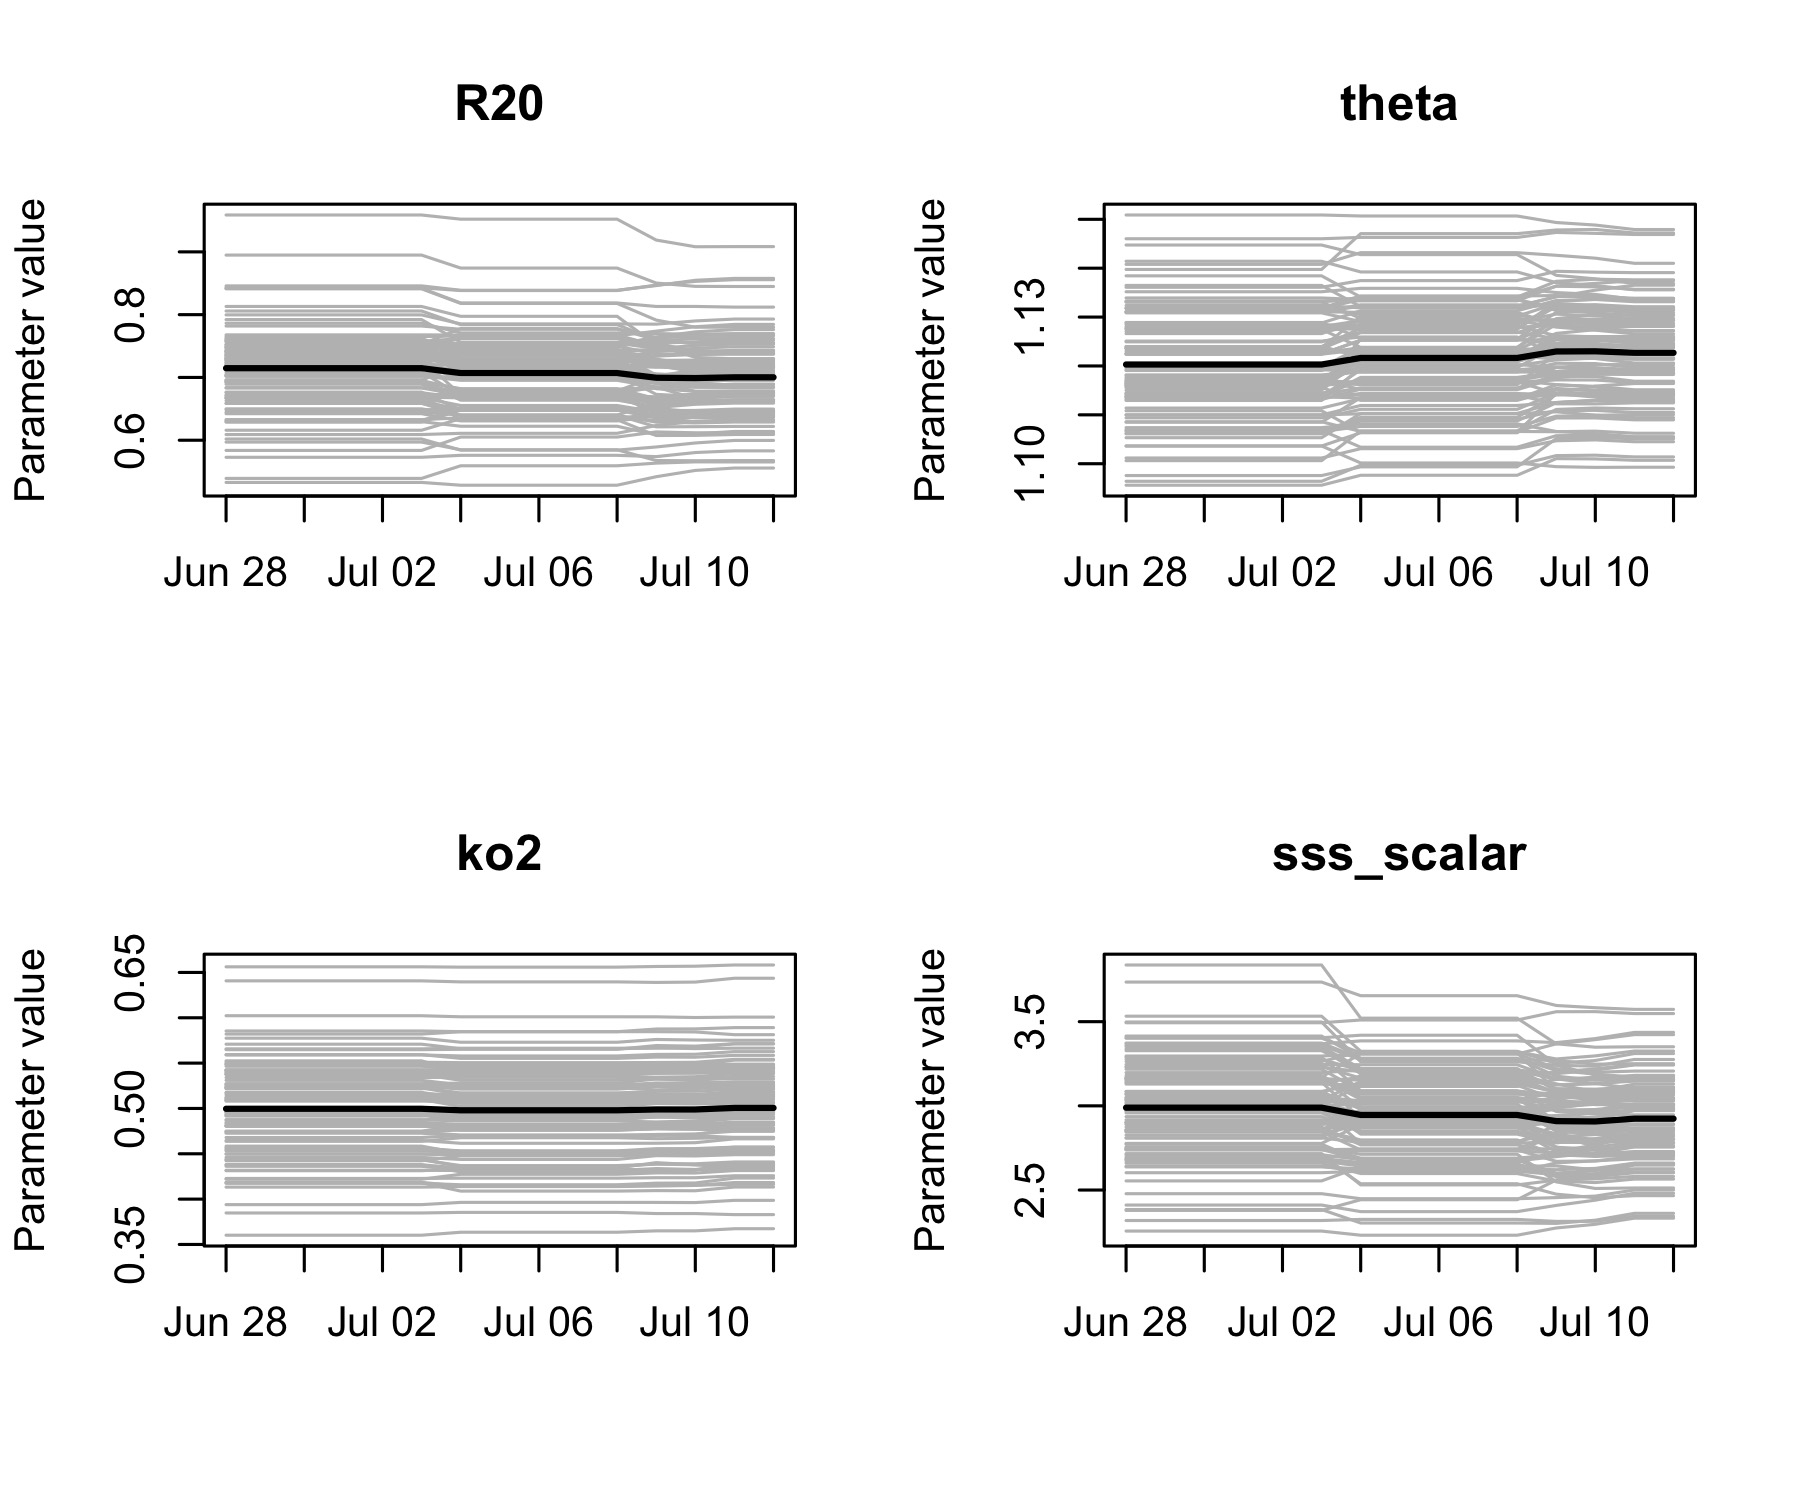 R20
Parameter value
0.8
0.6
Jun 28 Jul 02 Jul 06 Jul 10
theta
Parameter value
1.13
1.10
Jun 28 Jul 02 Jul 06 Jul 10
ko2
Parameter value
0.65
0.50
0.35
Jun 28 Jul 02 Jul 06 Jul 10
sss_scalar
Parameter value
3.5
2.5
Jun 28 Jul 02 Jul 06 Jul 10